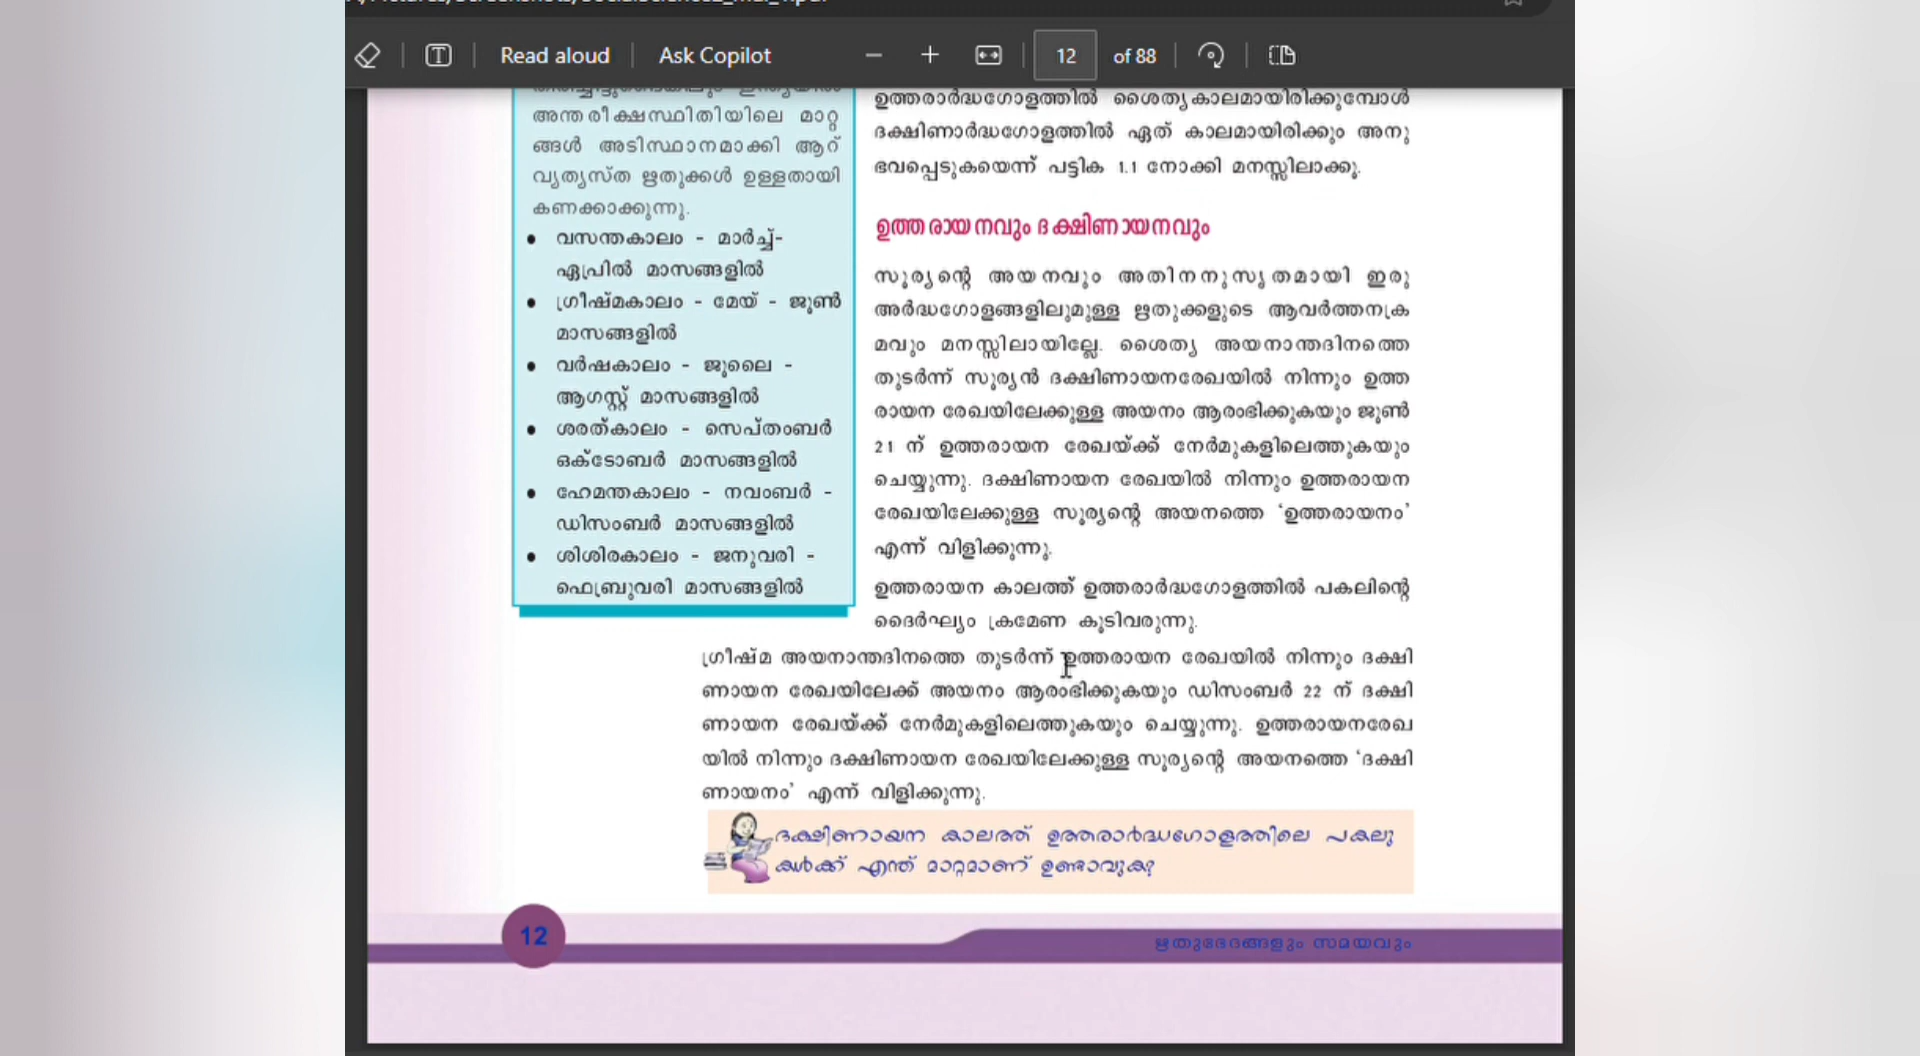 Read aloud
Ask Copilot
12 of 88
അന്തരീക്ഷസ്ഥിതിയിലെ മാറ്റ
ങ്ങൾ അടിസ്ഥാനമാക്കി ആറ്
വ്യത്യസ്ത ഋതുക്കൾ ഉള്ളതായി
കണക്കാക്കുന്നു.
• വസന്തകാലം - മാർച്ച്-
ഏപ്രിൽ മാസങ്ങളിൽ
• ഗ്രീഷ്മകാലം - മേയ് - ജൂൺ
മാസങ്ങളിൽ
• വർഷകാലം - ജൂലൈ -
ആഗസ്റ്റ് മാസങ്ങളിൽ
• ശരത്കാലം - സെപ്തംബർ
ഒക്ടോബർ മാസങ്ങളിൽ
• ഹേമന്തകാലം - നവംബർ -
ഡിസംബർ മാസങ്ങളിൽ
• ശിശിരകാലം - ജനുവരി -
ഫെബ്രുവരി മാസങ്ങളിൽ
ഉത്തരാർദ്ധഗോളത്തിൽ ശൈത്യകാലമായിരിക്കുമ്പോൾ
ദക്ഷിണാർദ്ധഗോളത്തിൽ ഏത് കാലമായിരിക്കും അനു
ഭവപ്പെടുകയെന്ന് പട്ടിക 1.1 നോക്കി മനസ്സിലാക്കൂ.
ഉത്തരായനവും ദക്ഷിണായനവും
സൂര്യന്റെ അയനവും അതിനനുസൃതമായി ഇരു
അർദ്ധഗോളങ്ങളിലുമുള്ള ഋതുക്കളുടെ ആവർത്തനക്ര
മവും മനസ്സിലായില്ലേ. ശൈത്യ അയനാന്തദിനത്തെ
തുടർന്ന് സൂര്യൻ ദക്ഷിണായനരേഖയിൽ നിന്നും ഉത്ത
രായന രേഖയിലേക്കുള്ള അയനം ആരംഭിക്കുകയും ജൂൺ
21 ന് ഉത്തരായന രേഖയ്ക്ക് നേർമുകളിലെത്തുകയും
ചെയ്യുന്നു. ദക്ഷിണായന രേഖയിൽ നിന്നും ഉത്തരായന
രേഖയിലേക്കുള്ള സൂര്യന്റെ അയനത്തെ ‘ഉത്തരായനം’
എന്ന് വിളിക്കുന്നു.
ഉത്തരായന കാലത്ത് ഉത്തരാർദ്ധഗോളത്തിൽ പകലിന്റെ
ദൈർഘ്യം ക്രമേണ കൂടിവരുന്നു.
ഗ്രീഷ്മ അയനാന്തദിനത്തെ തുടർന്ന് ഉത്തരായന രേഖയിൽ നിന്നും ദക്ഷി
ണായന രേഖയിലേക്ക് അയനം ആരംഭിക്കുകയും ഡിസംബർ 22 ന് ദക്ഷി
ണായന രേഖയ്ക്ക് നേർമുകളിലെത്തുകയും ചെയ്യുന്നു. ഉത്തരായനരേഖ
യിൽ നിന്നും ദക്ഷിണായന രേഖയിലേക്കുള്ള സൂര്യന്റെ അയനത്തെ ‘ദക്ഷി
ണായനം’ എന്ന് വിളിക്കുന്നു.
ദക്ഷിണായന കാലത്ത് ഉത്തരാർദ്ധഗോളത്തിലെ പകലു
കൾക്ക് എന്ത് മാറ്റമാണ് ഉണ്ടാവുക?
12
ഋതുഭേദങ്ങളും സമയവും